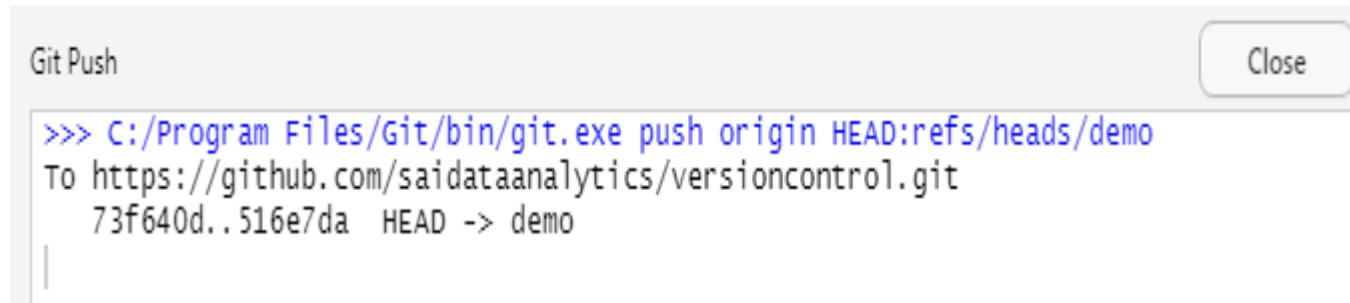 Git Push
Close
>>> C:/Program Files/Git/bin/git.exe push origin HEAD:refs/heads/demo
To https://github.com/saidataanalytics/versioncontrol.git
   73f640d..516e7da  HEAD -> demo